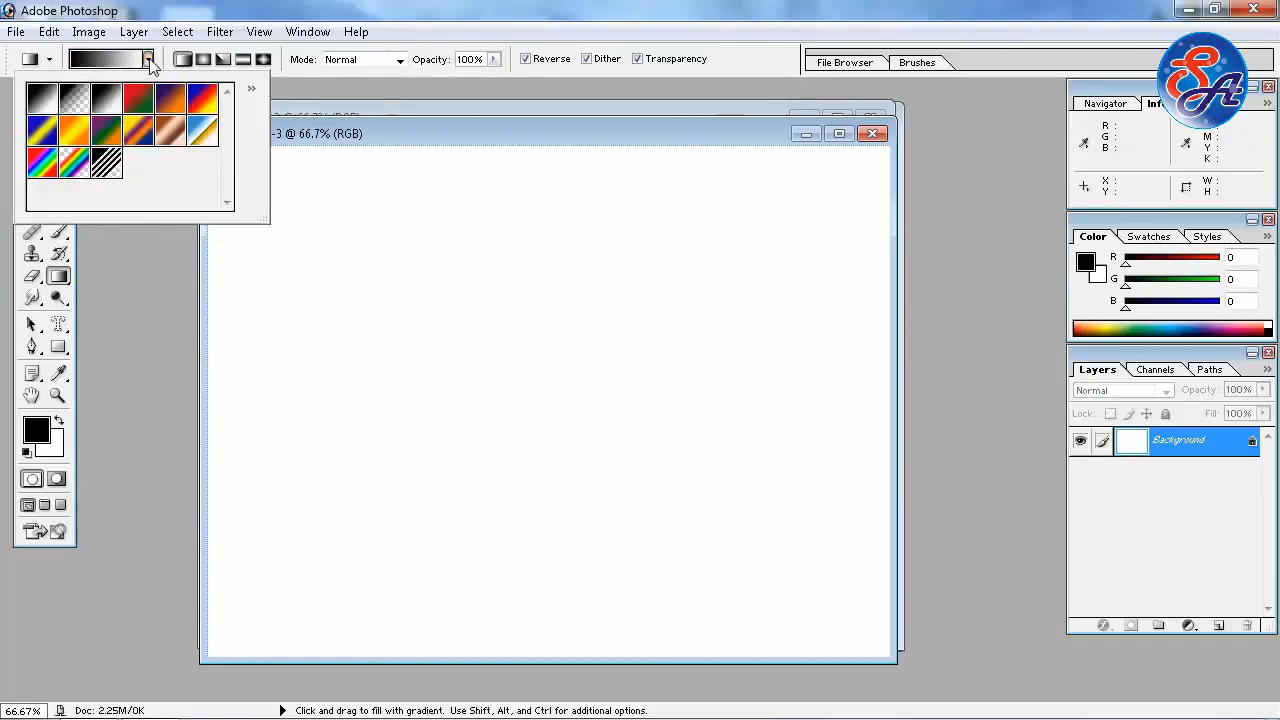 Adobe Photoshop
File Edit Image Layer Select Filter View Window Help
Mode: Normal Opacity: 100% Reverse Dither Transparency File Browser Brushes
SA
-3 @ 66.7% (RGB)
Navigator
R :
G :
B :
M :
Y :
K :
X :
Y :
W :
H :
Color Swatches Styles
R 0
G 0
B 0
Layers Channels Paths
Normal Opacity: 100%
Lock: Fill: 100%
Background
66.67% Doc: 2.25M/0K Click and drag to fill with gradient. Use Shift, Alt, and Ctrl for additional options.